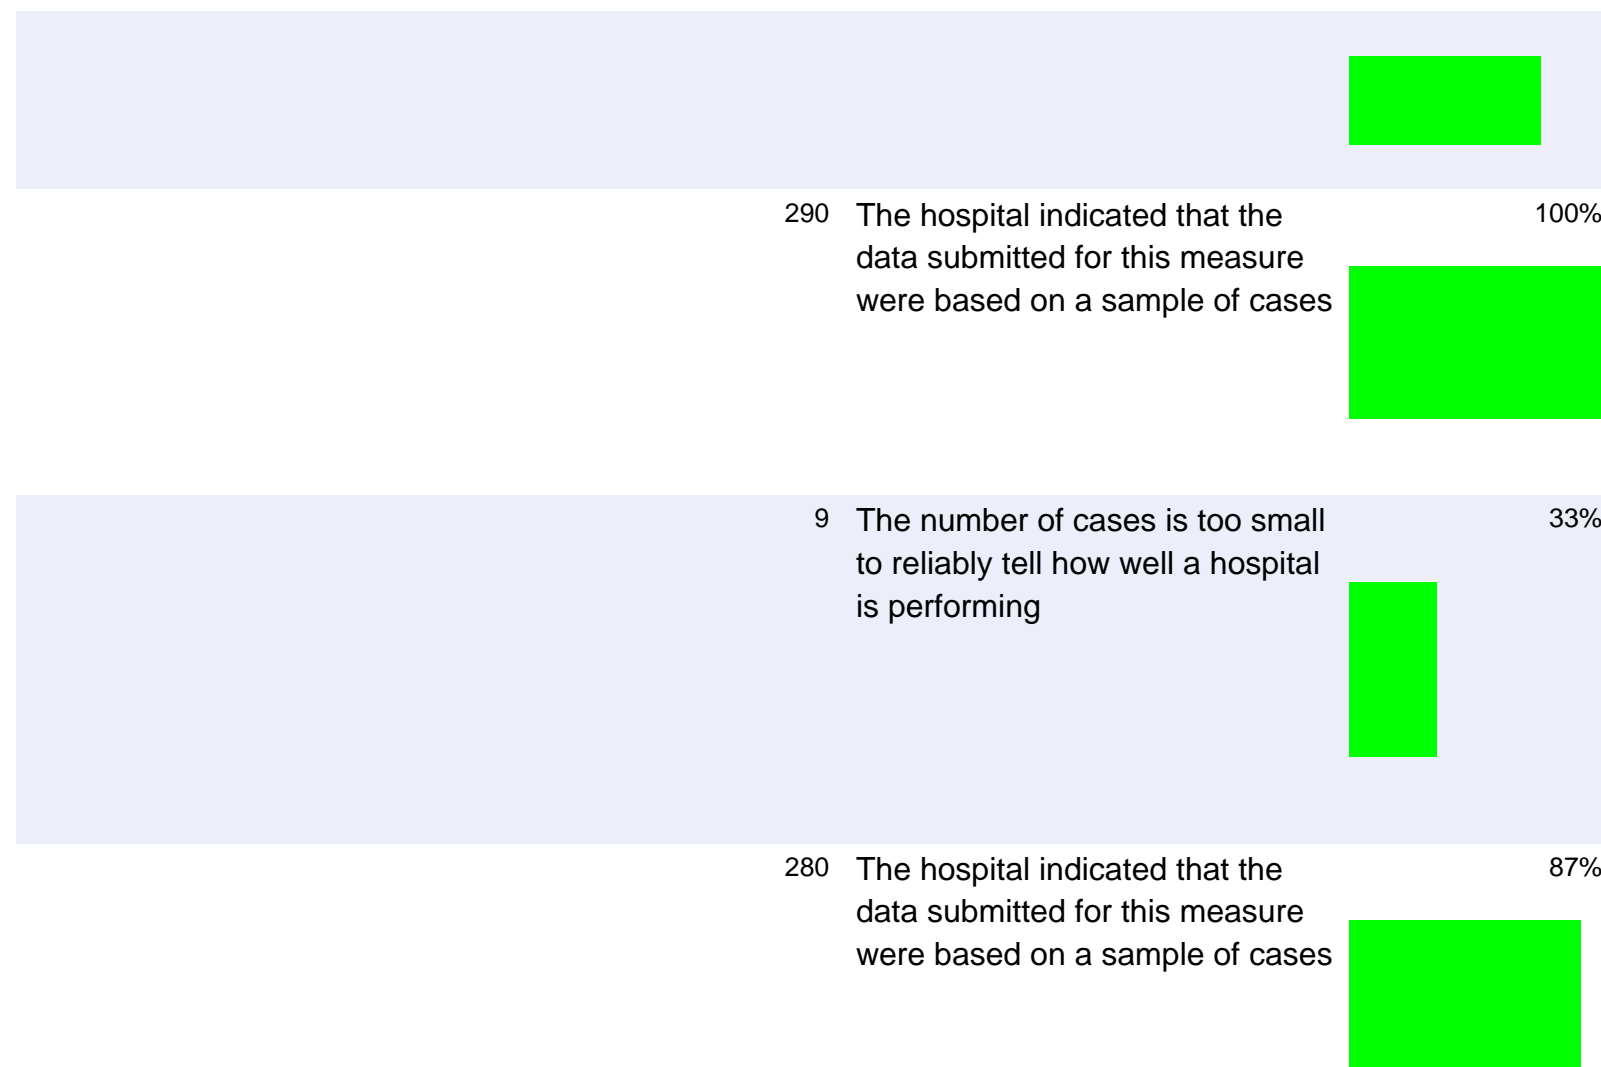 290 The hospital indicated that the 100%
data submitted for this measure
were based on a sample of cases
9 The number of cases is too small 33%
to reliably tell how well a hospital
is performing
280 The hospital indicated that the 87%
data submitted for this measure
were based on a sample of cases